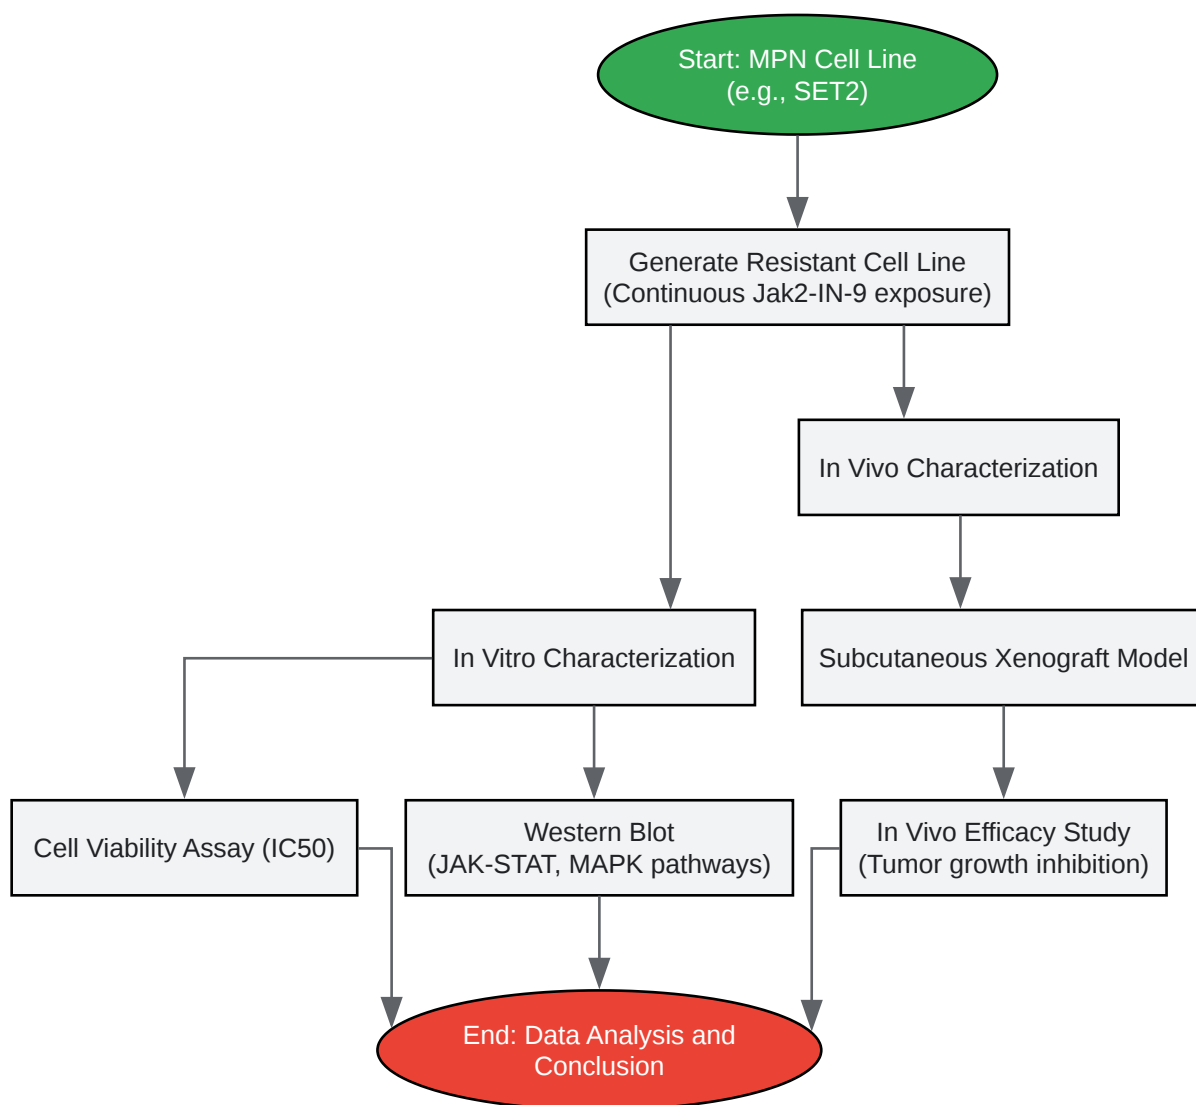 Start: MPN Cell Line
(e.g., SET2)
Generate Resistant Cell Line
(Continuous Jak2-IN-9 exposure)
In Vivo Characterization
In Vitro Characterization
Subcutaneous Xenograft Model
Cell Viability Assay (IC50)
Western Blot
(JAK-STAT, MAPK pathways)
In Vivo Efficacy Study
(Tumor growth inhibition)
End: Data Analysis and
Conclusion